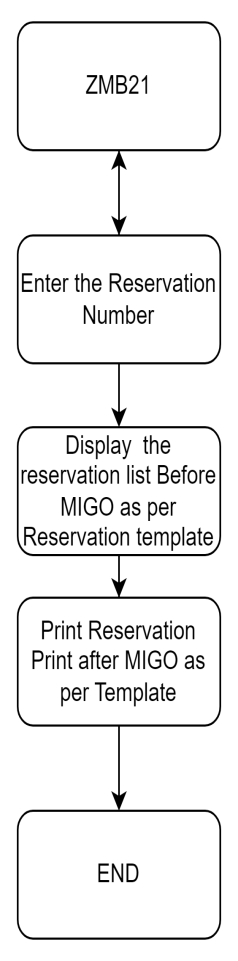 ZMB21
Enter the Reservation
Number
Display  the
reservation list Before
MIGO as per
Reservation template
Print Reservation
Print after MIGO as
per Template
END